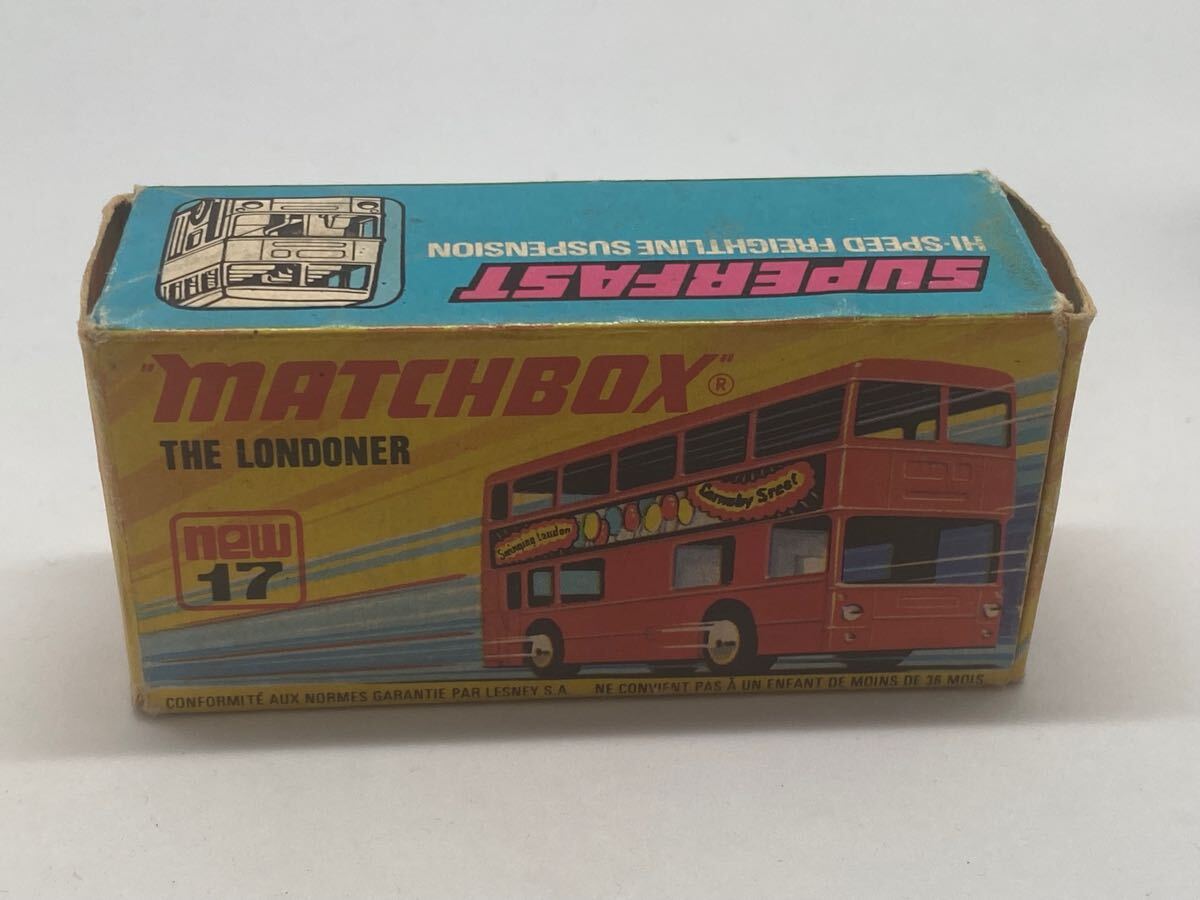 SUPERFAST
HI-SPEED FREIGHTLINE SUSPENSION
"MATCHBOX"®
THE LONDONER
new
17
Swinging London
Carnaby Street
CONFORMITÉ AUX NORMES GARANTIE PAR LESNEY S.A. NE CONVIENT PAS À UN ENFANT DE MOINS DE 36 MOIS